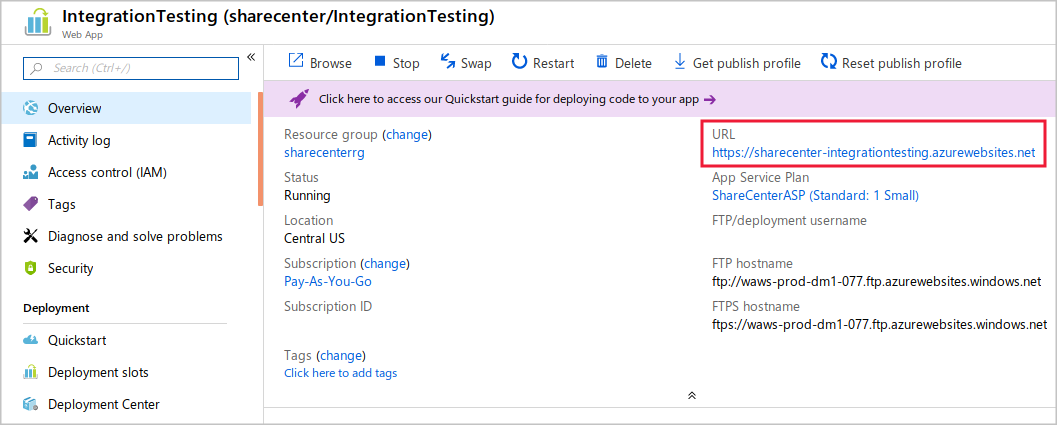 IntegrationTesting (sharecenter/IntegrationTesting)
Web App
Search (Ctrl+/)
Overview
Activity log
Access control (IAM)
Tags
Diagnose and solve problems
Security
Deployment
Quickstart
Deployment slots
Deployment Center
Browse Stop Swap Restart Delete Get publish profile Reset publish profile
Click here to access our Quickstart guide for deploying code to your app →
Resource group (change)
sharecenterrg
Status
Running
Location
Central US
Subscription (change)
Pay-As-You-Go
Subscription ID
Tags (change)
Click here to add tags
URL
https://sharecenter-integrationtesting.azurewebsites.net
App Service Plan
ShareCenterASP (Standard: 1 Small)
FTP/deployment username
FTP hostname
ftp://waws-prod-dm1-077.ftp.azurewebsites.windows.net
FTPS hostname
ftps://waws-prod-dm1-077.ftp.azurewebsites.windows.net